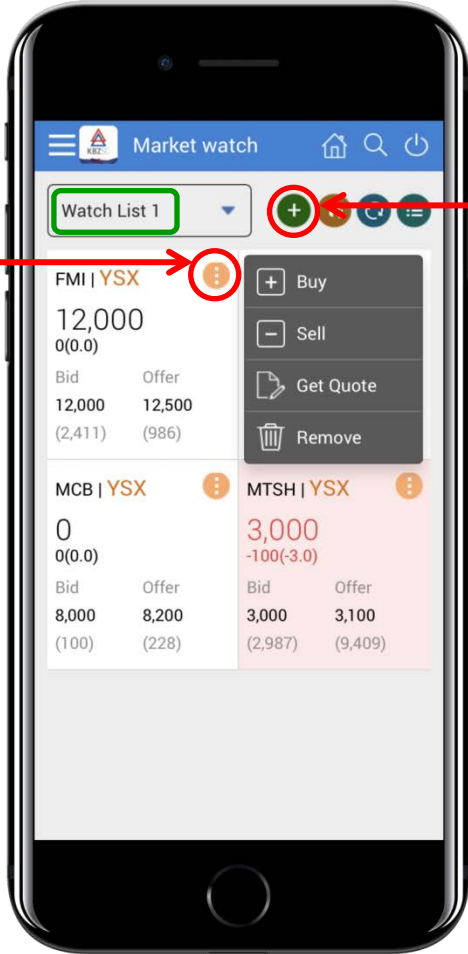 KBZSC
Market watch
Watch List 1
FMI | YSX
12,000
0(0.0)
Bid Offer
12,000 12,500
(2,411) (986)
Buy
Sell
Get Quote
Remove
MCB | YSX
0
0(0.0)
Bid Offer
8,000 8,200
(100) (228)
MTSH | YSX
3,000
-100(-3.0)
Bid Offer
3,000 3,100
(2,987) (9,409)